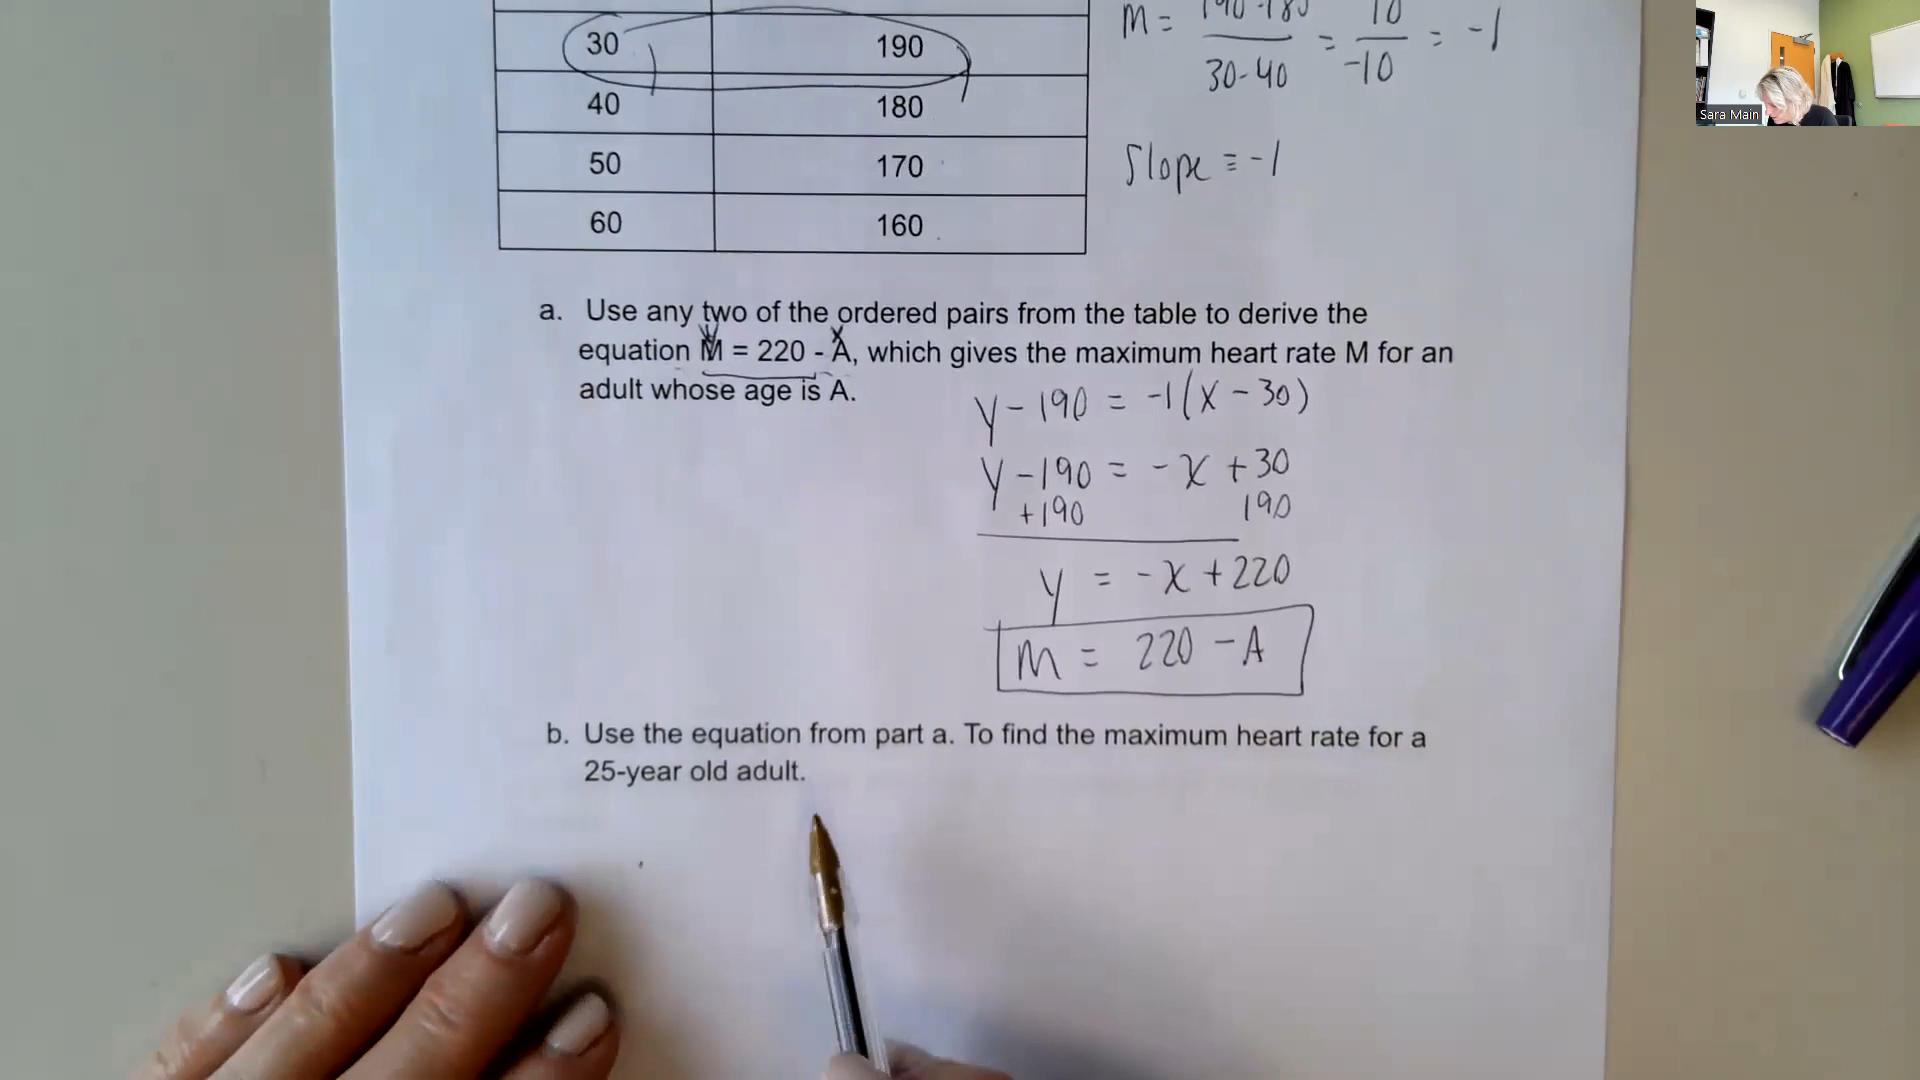 30 190
40 180
50 170
60 160
M = 190-180 / 30-40 = 10 / -10 = -1
Slope = -1
Sara Main
a. Use any two of the ordered pairs from the table to derive the
y x
equation M = 220 - A, which gives the maximum heart rate M for an
adult whose age is A.
y - 190 = -1(x - 30)
y - 190 = - x + 30
+190 190
y = - x + 220
M = 220 - A
b. Use the equation from part a. To find the maximum heart rate for a
25-year old adult.